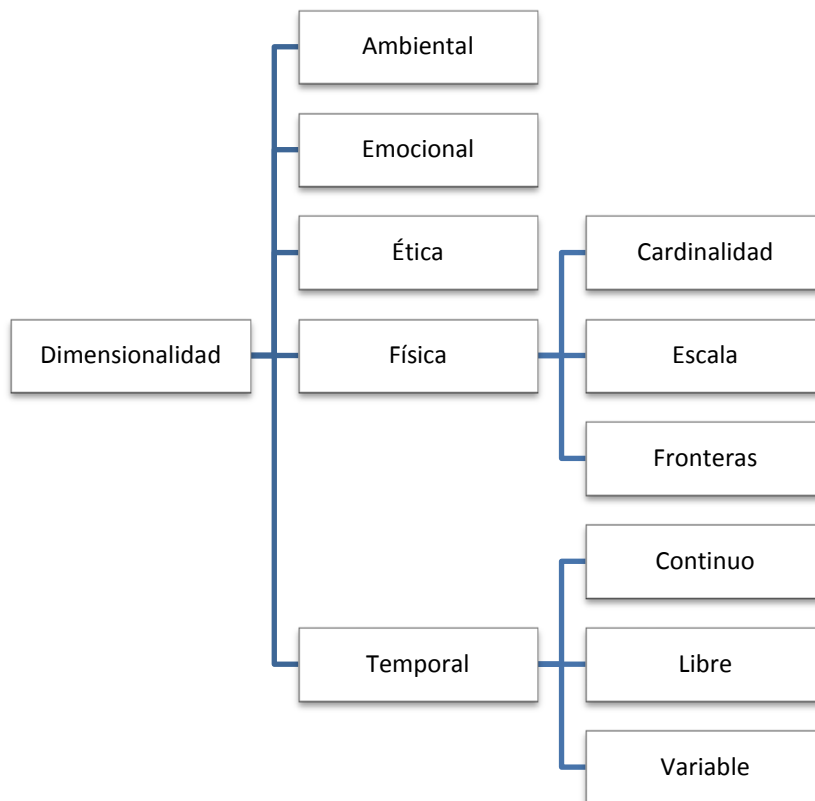 Ambiental
Emocional
Ética
Cardinalidad
Dimensionalidad
Física
Escala
Fronteras
Continuo
Temporal
Libre
Variable